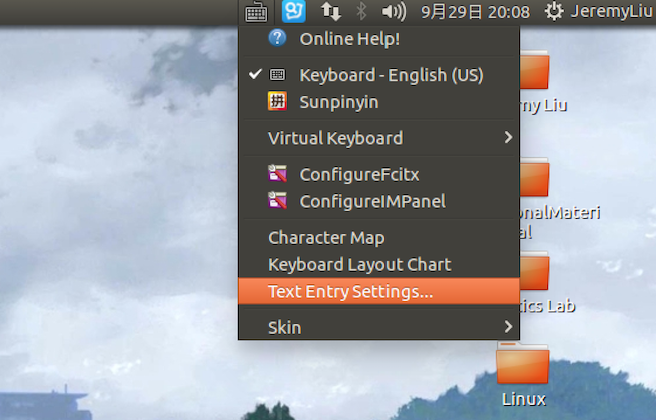 9月29日 20:08 JeremyLiu
Online Help!
Keyboard - English (US)
Sunpinyin
拼
my Liu
Virtual Keyboard
ConfigureFcitx
ConfigureIMPanel
onalMateri
al
Character Map
Keyboard Layout Chart
Text Entry Settings...
tics Lab
Skin
Linux